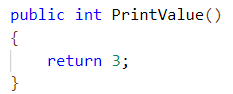 public int PrintValue()
{
    return 3;
}